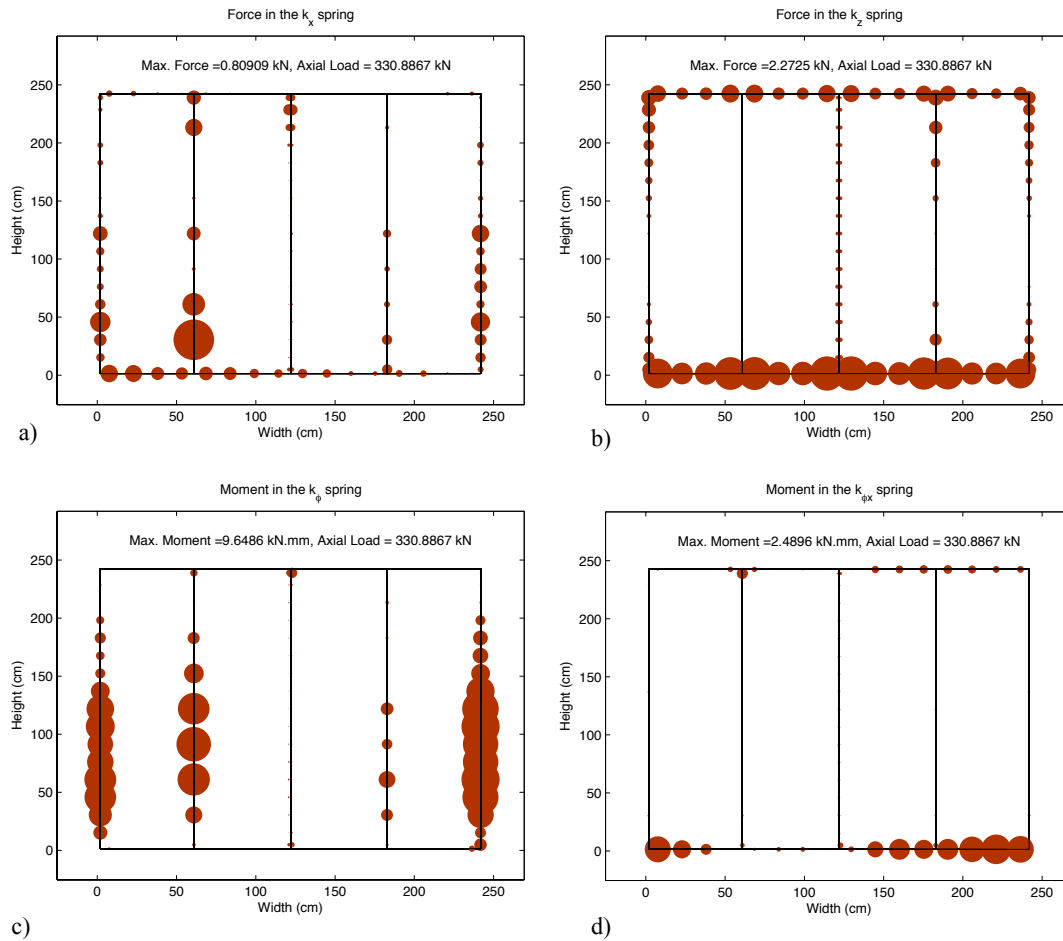 Force in the kx spring
Max. Force =0.80909 kN, Axial Load = 330.8867 kN
250
200
150
100
50
0
Height (cm)
0 50 100 150 200 250
Width (cm)
a)
Force in the kz spring
Max. Force =2.2725 kN, Axial Load = 330.8867 kN
250
200
150
100
50
0
Height (cm)
0 50 100 150 200 250
Width (cm)
b)
Moment in the kϕ spring
Max. Moment =9.6486 kN.mm, Axial Load = 330.8867 kN
250
200
150
100
50
0
Height (cm)
0 50 100 150 200 250
Width (cm)
c)
Moment in the kϕx spring
Max. Moment =2.4896 kN.mm, Axial Load = 330.8867 kN
250
200
150
100
50
0
Height (cm)
0 50 100 150 200 250
Width (cm)
d)